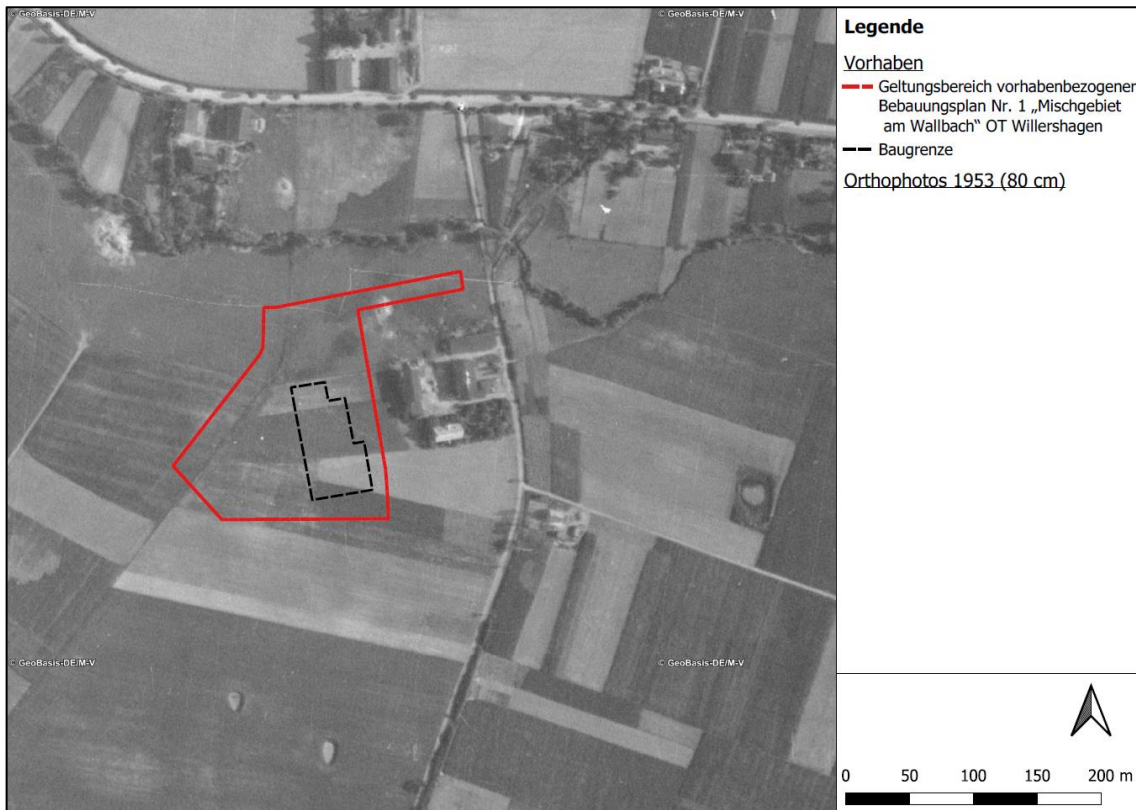 © GeoBasis-DE/M-V
© GeoBasis-DE/M-V
Legende
Vorhaben
Geltungsbereich vorhabenbezogener
Bebauungsplan Nr. 1 „Mischgebiet
am Wallbach“ OT Willershagen
Baugrenze
Orthophotos 1953 (80 cm)
© GeoBasis-DE/M-V
© GeoBasis-DE/M-V
0 50 100 150 200 m